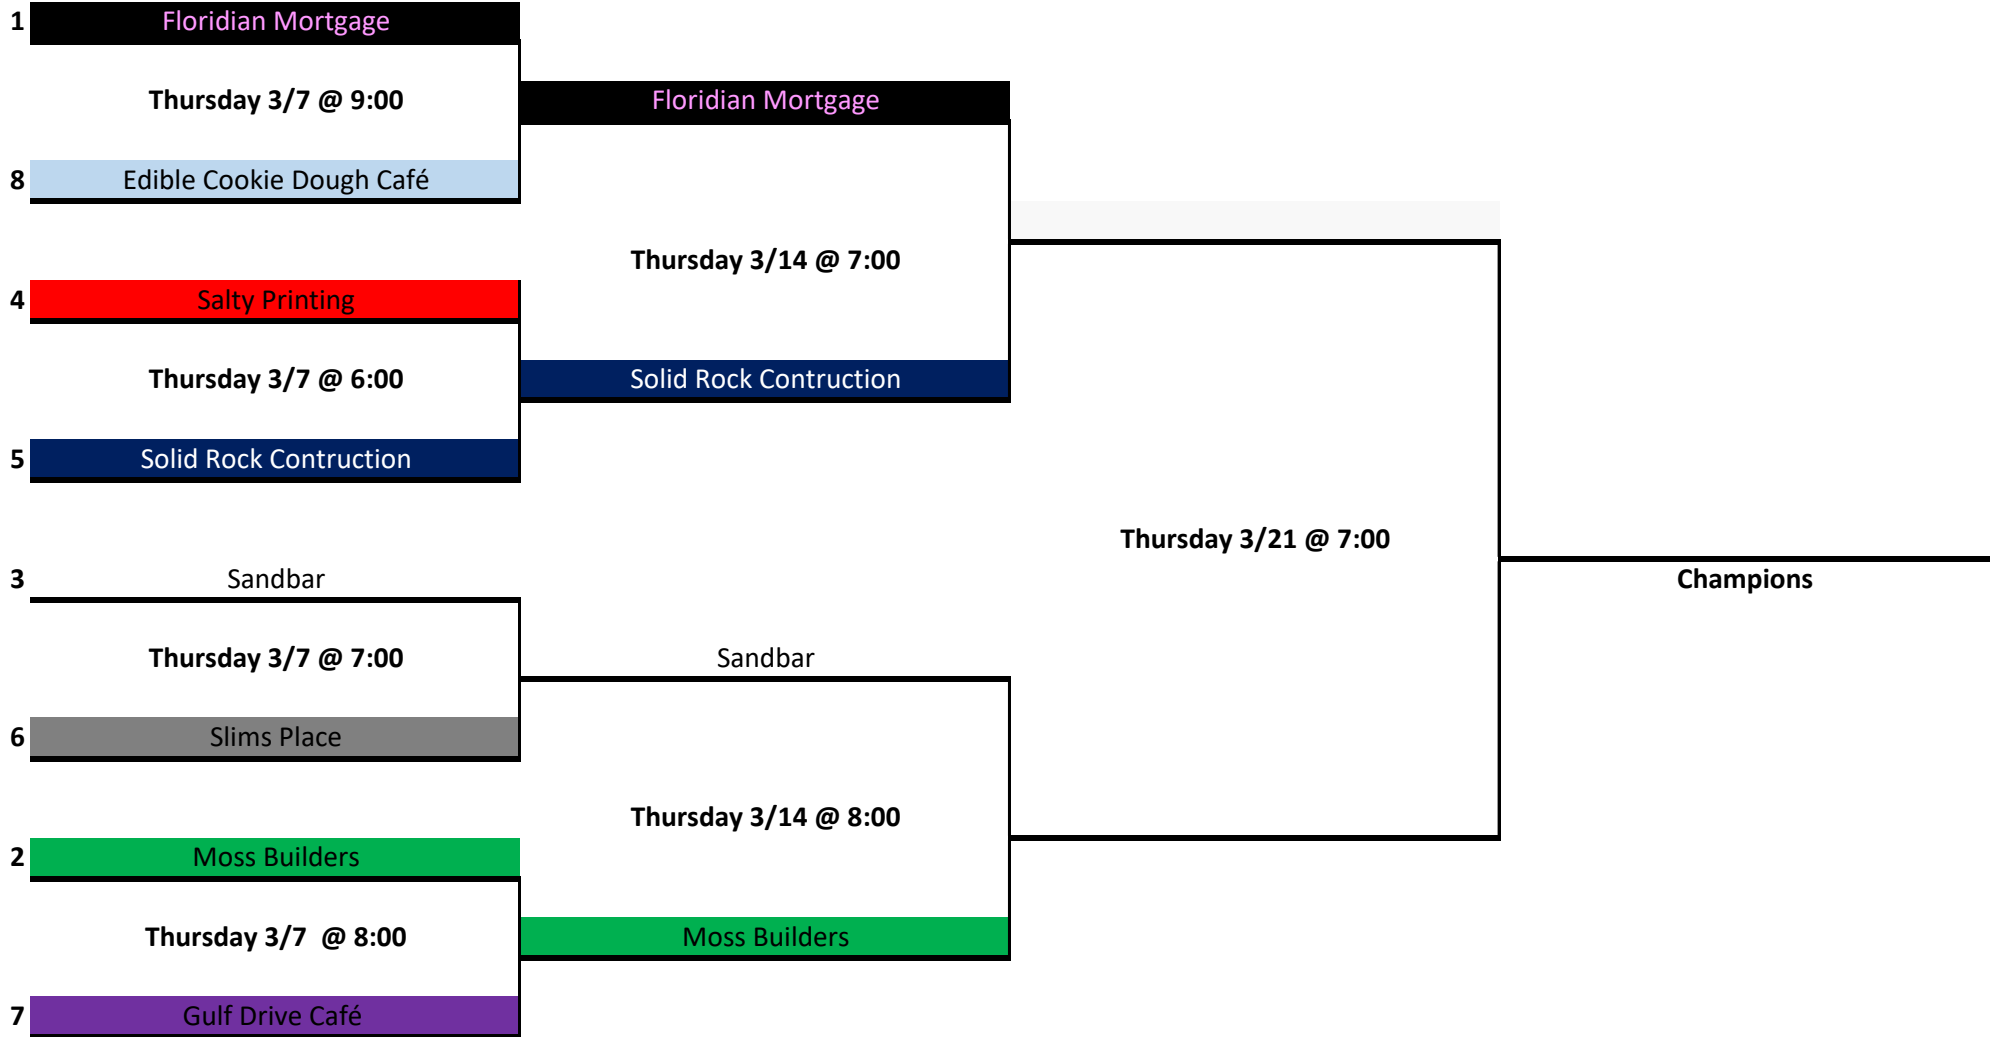 1 Floridian Mortgage
Thursday 3/7 @ 9:00
Floridian Mortgage
8 Edible Cookie Dough Café
Thursday 3/14 @ 7:00
4 Salty Printing
Thursday 3/7 @ 6:00
Solid Rock Contruction
5 Solid Rock Contruction
Thursday 3/21 @ 7:00
3 Sandbar
Champions
Thursday 3/7 @ 7:00
Sandbar
6 Slims Place
Thursday 3/14 @ 8:00
2 Moss Builders
Thursday 3/7 @ 8:00
Moss Builders
7 Gulf Drive Café